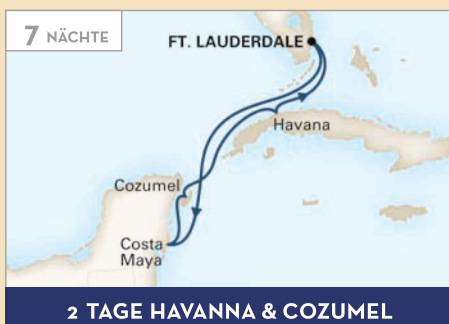 7 NÄCHTE
FT. LAUDERDALE
Havana
Cozumel
Costa
Maya
2 TAGE HAVANNA & COZUMEL